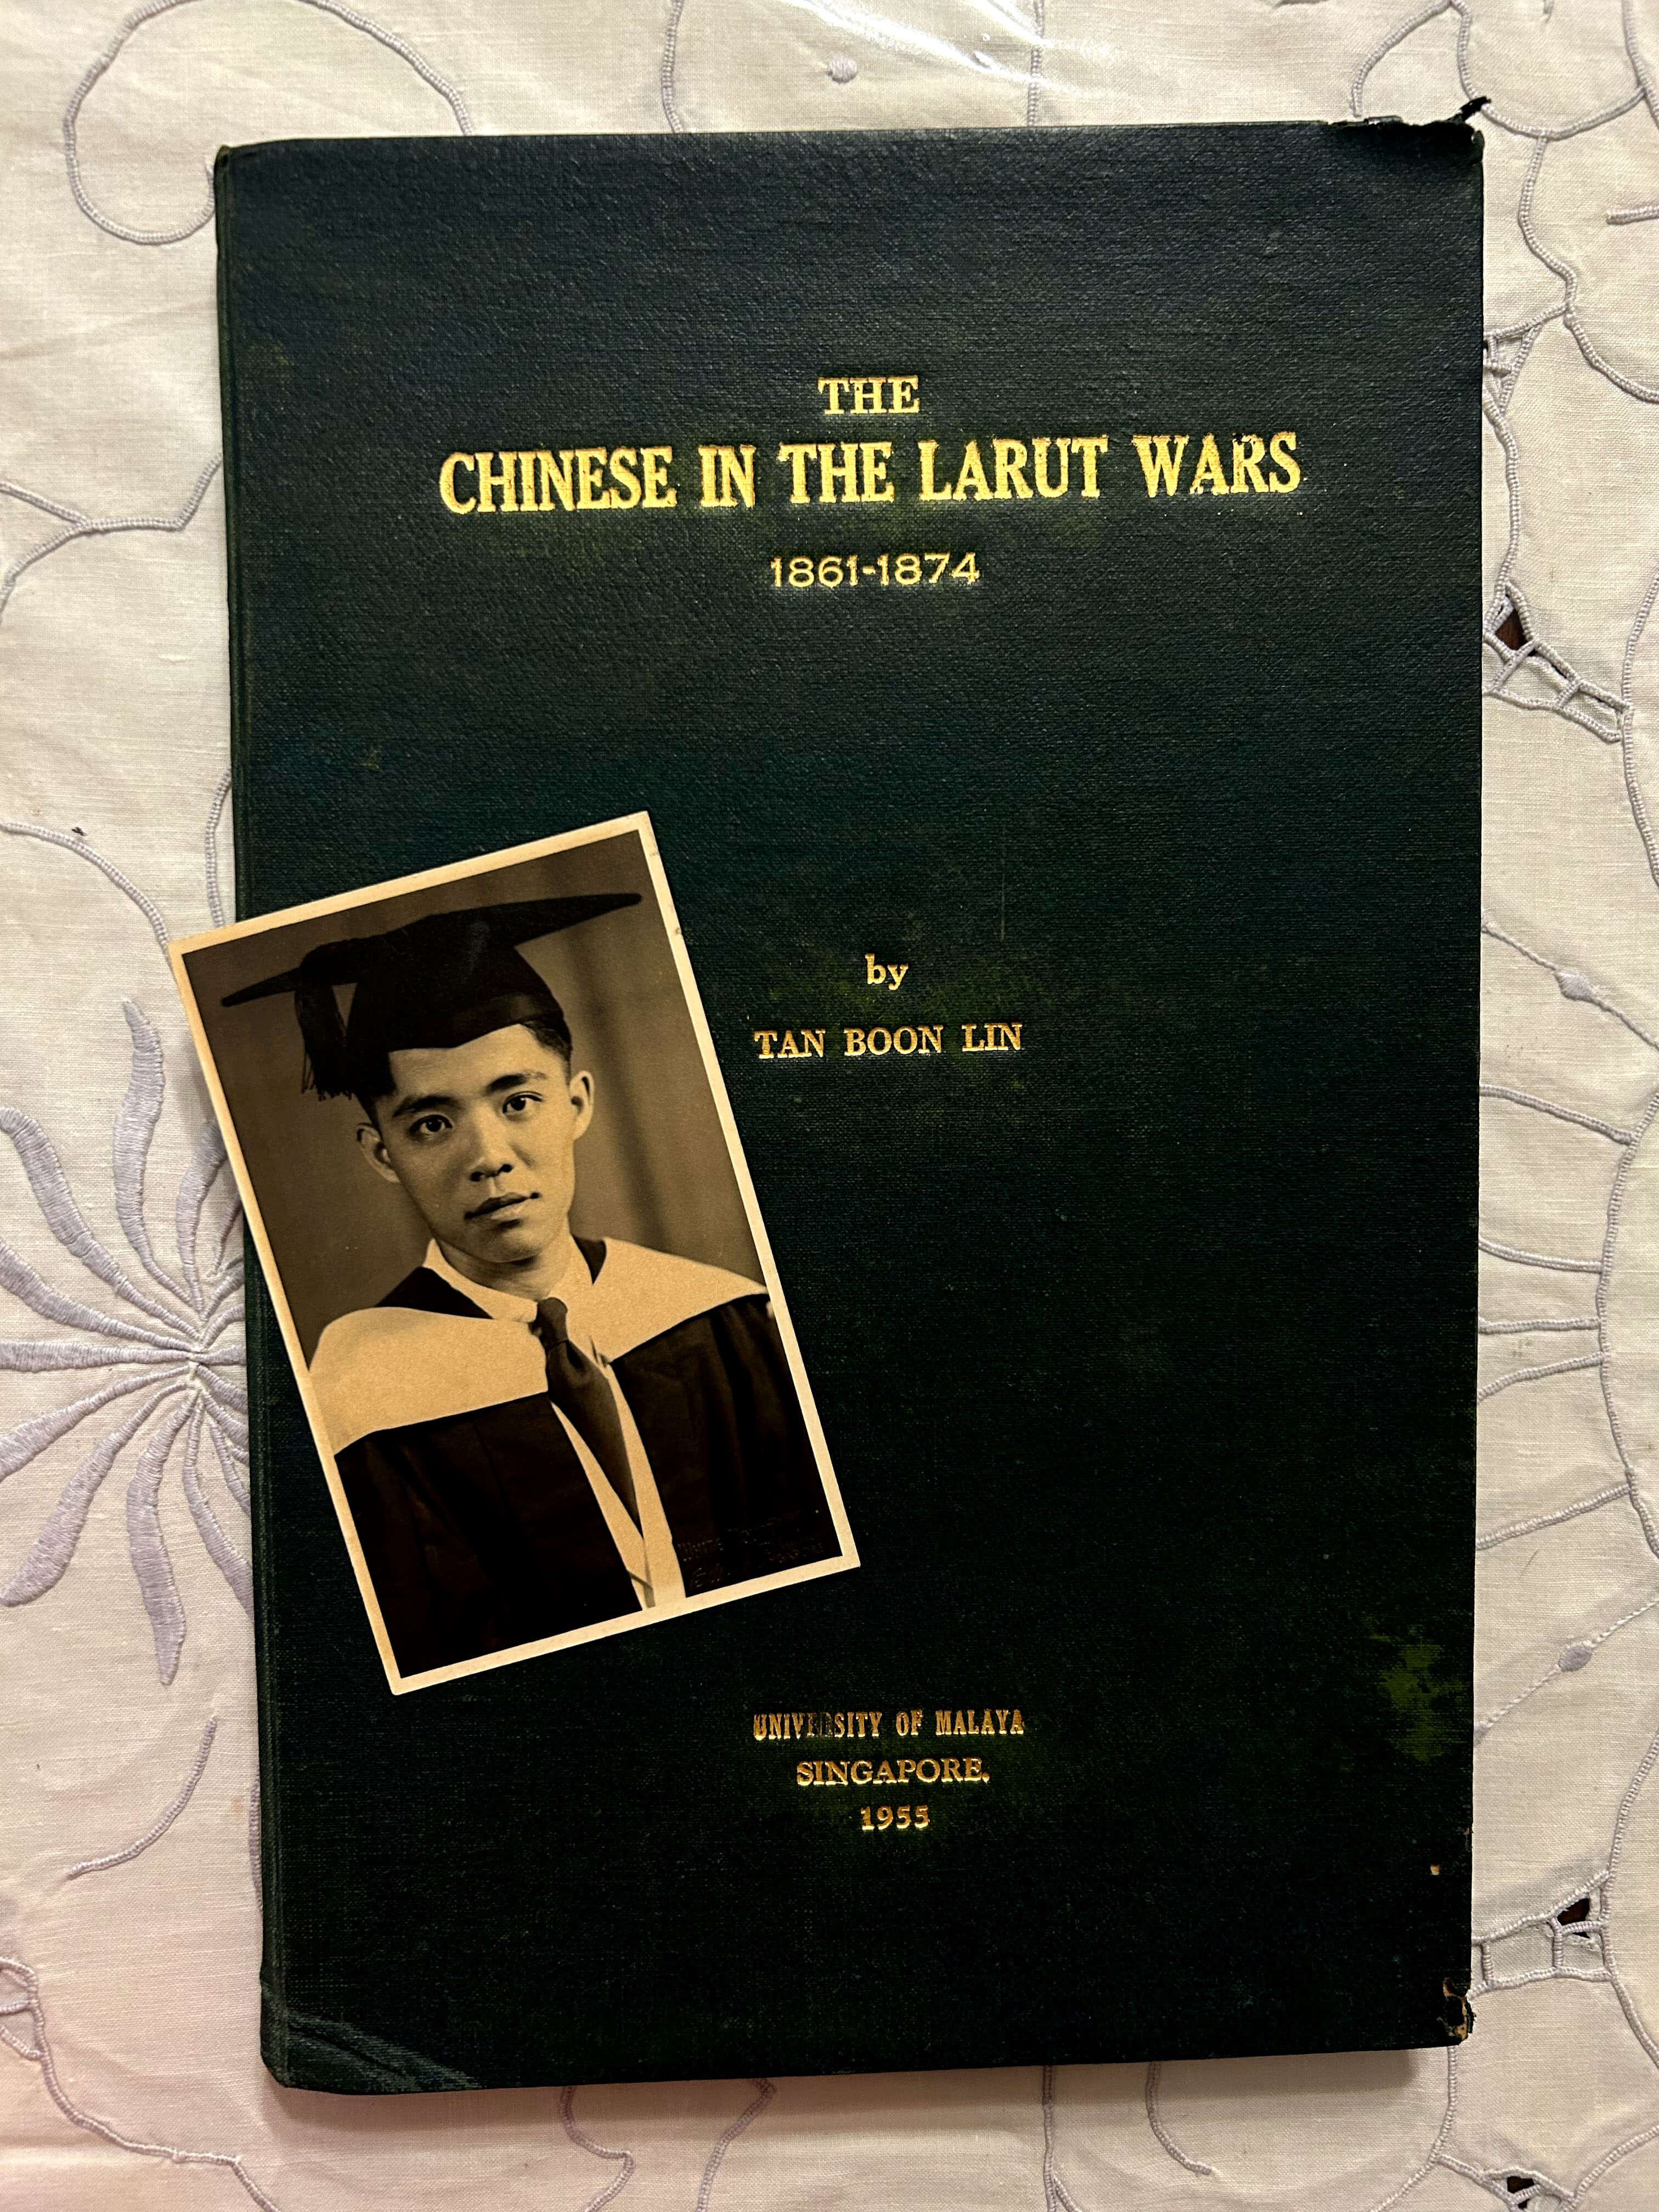 THE
CHINESE IN THE LARUT WARS
1861-1874
by
TAN BOON LIN
UNIVERSITY OF MALAYA
SINGAPORE.
1955